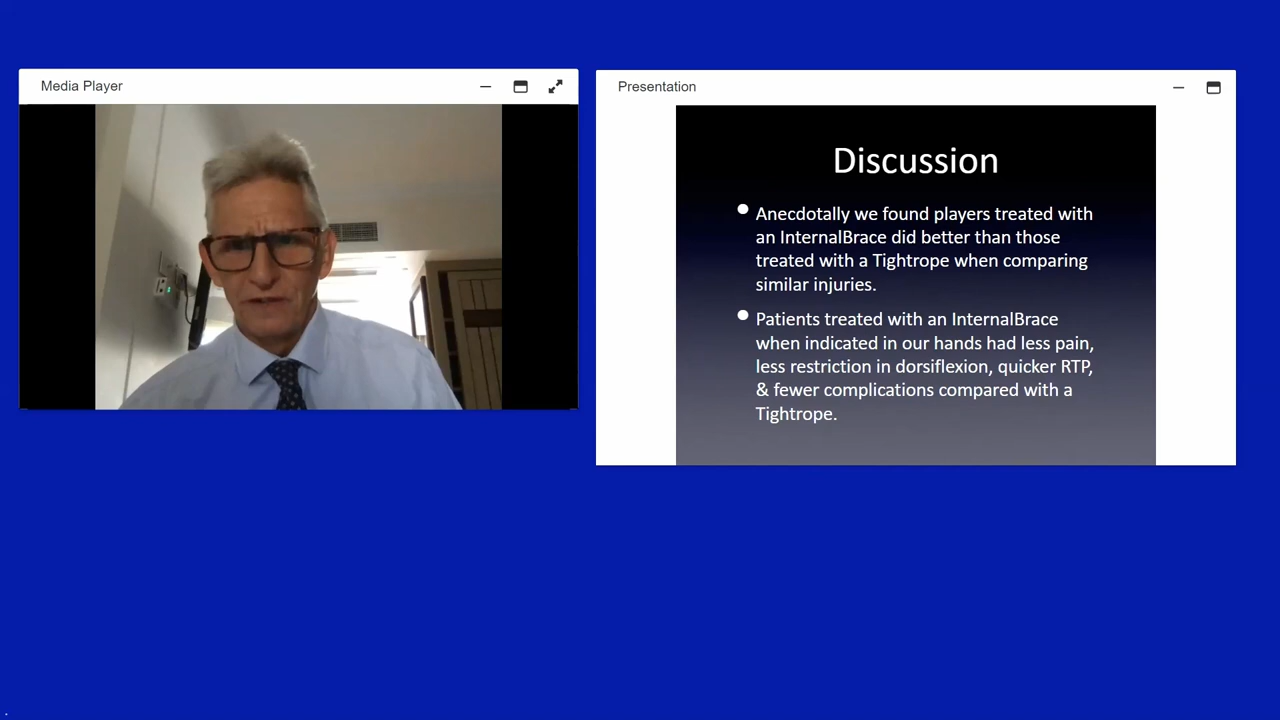 Media Player
Presentation
Discussion
Anecdotally we found players treated with
an InternalBrace did better than those
treated with a Tightrope when comparing
similar injuries.
Patients treated with an InternalBrace
when indicated in our hands had less pain,
less restriction in dorsiflexion, quicker RTP,
& fewer complications compared with a
Tightrope.